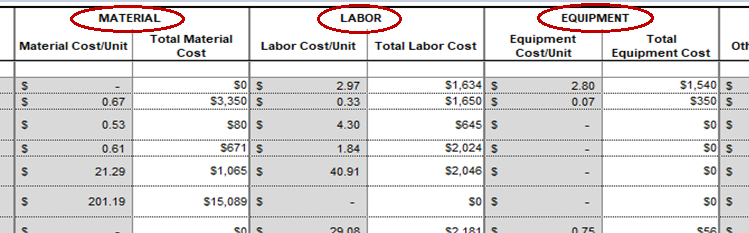 MATERIAL LABOR EQUIPMENT
Material Cost/Unit Total Material Cost Labor Cost/Unit Total Labor Cost Equipment Cost/Unit Total Equipment Cost Oth
$ - $0 $ 2.97 $1,634 $ 2.80 $1,540 $
$ 0.67 $3,350 $ 0.33 $1,650 $ 0.07 $350 $
$ 0.53 $80 $ 4.30 $645 $ - $0 $
$ 0.61 $671 $ 1.84 $2,024 $ - $0 $
$ 21.29 $1,065 $ 40.91 $2,046 $ - $0 $
$ 201.19 $15,089 $ - $0 $ - $0 $
$ - $0 $ 29.08 $2,181 $ 0.75 $56 $